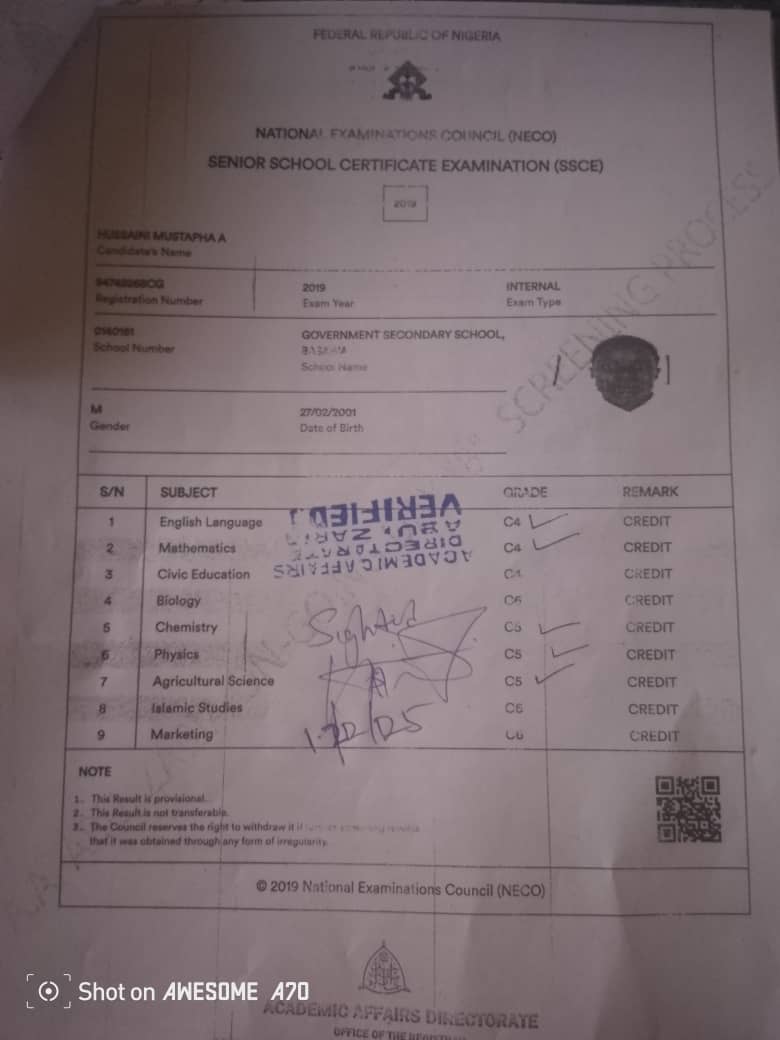 FEDERAL REPUBLIC OF NIGERIA
NATIONAL EXAMINATIONS COUNCIL (NECO)
SENIOR SCHOOL CERTIFICATE EXAMINATION (SSCE)
2019
HUSSAINI MUSTAPHA A
Candidate's Name
2019 INTERNAL
Registration Number Exam Year Exam Type
GOVERNMENT SECONDARY SCHOOL,
School Number
School Name
M 27/02/2001
Gender Date of Birth
SCREENING PROCESS
S/N SUBJECT GRADE REMARK
1 English Language C4 CREDIT
2 Mathematics C4 CREDIT
3 Civic Education CREDIT
4 Biology C6 CREDIT
5 Chemistry CREDIT
6 Physics C5 CREDIT
7 Agricultural Science C5 CREDIT
8 Islamic Studies C6 CREDIT
9 Marketing C6 CREDIT
ACADEMIC AFFAIRS
DIRECTORATE
A.B.U., ZARIA
VERIFIED
Sighted
NOTE
1. This Result is provisional.
2. This Result is not transferable.
3. The Council reserves the right to withdraw it
that it was obtained through any form of irregularity.
© 2019 National Examinations Council (NECO)
ACADEMIC AFFAIRS DIRECTORATE
OFFICE OF THE
Shot on AWESOME A70